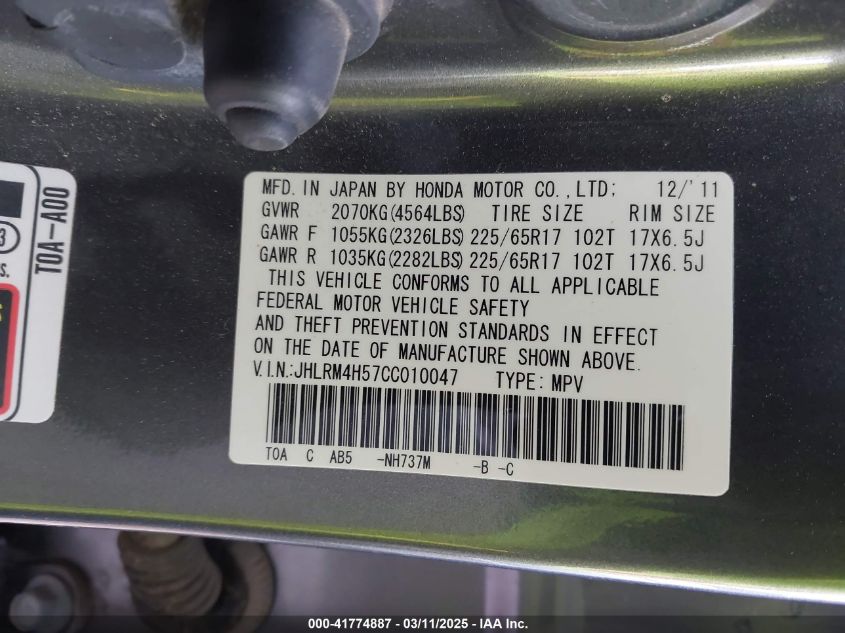 MFD. IN JAPAN BY HONDA MOTOR CO.,LTD: 12/'11
GVWR 2070KG(4564LBS) TIRE SIZE RIM SIZE
GAWR F 1055KG(2326LBS) 225/65R17 102T 17X6.5J
GAWR R 1035KG(2282LBS) 225/65R17 102T 17X6.5J
THIS VEHICLE CONFORMS TO ALL APPLICABLE
FEDERAL MOTOR VEHICLE SAFETY
AND THEFT PREVENTION STANDARDS IN EFFECT
ON THE DATE OF MANUFACTURE SHOWN ABOVE.
V.I.N.:JHLRM4H57CC010047 TYPE: MPV
T0A C AB5 -NH737M -B -C
T0A-A00
3
S.
000-41774887 - 03/11/2025 - IAA Inc.